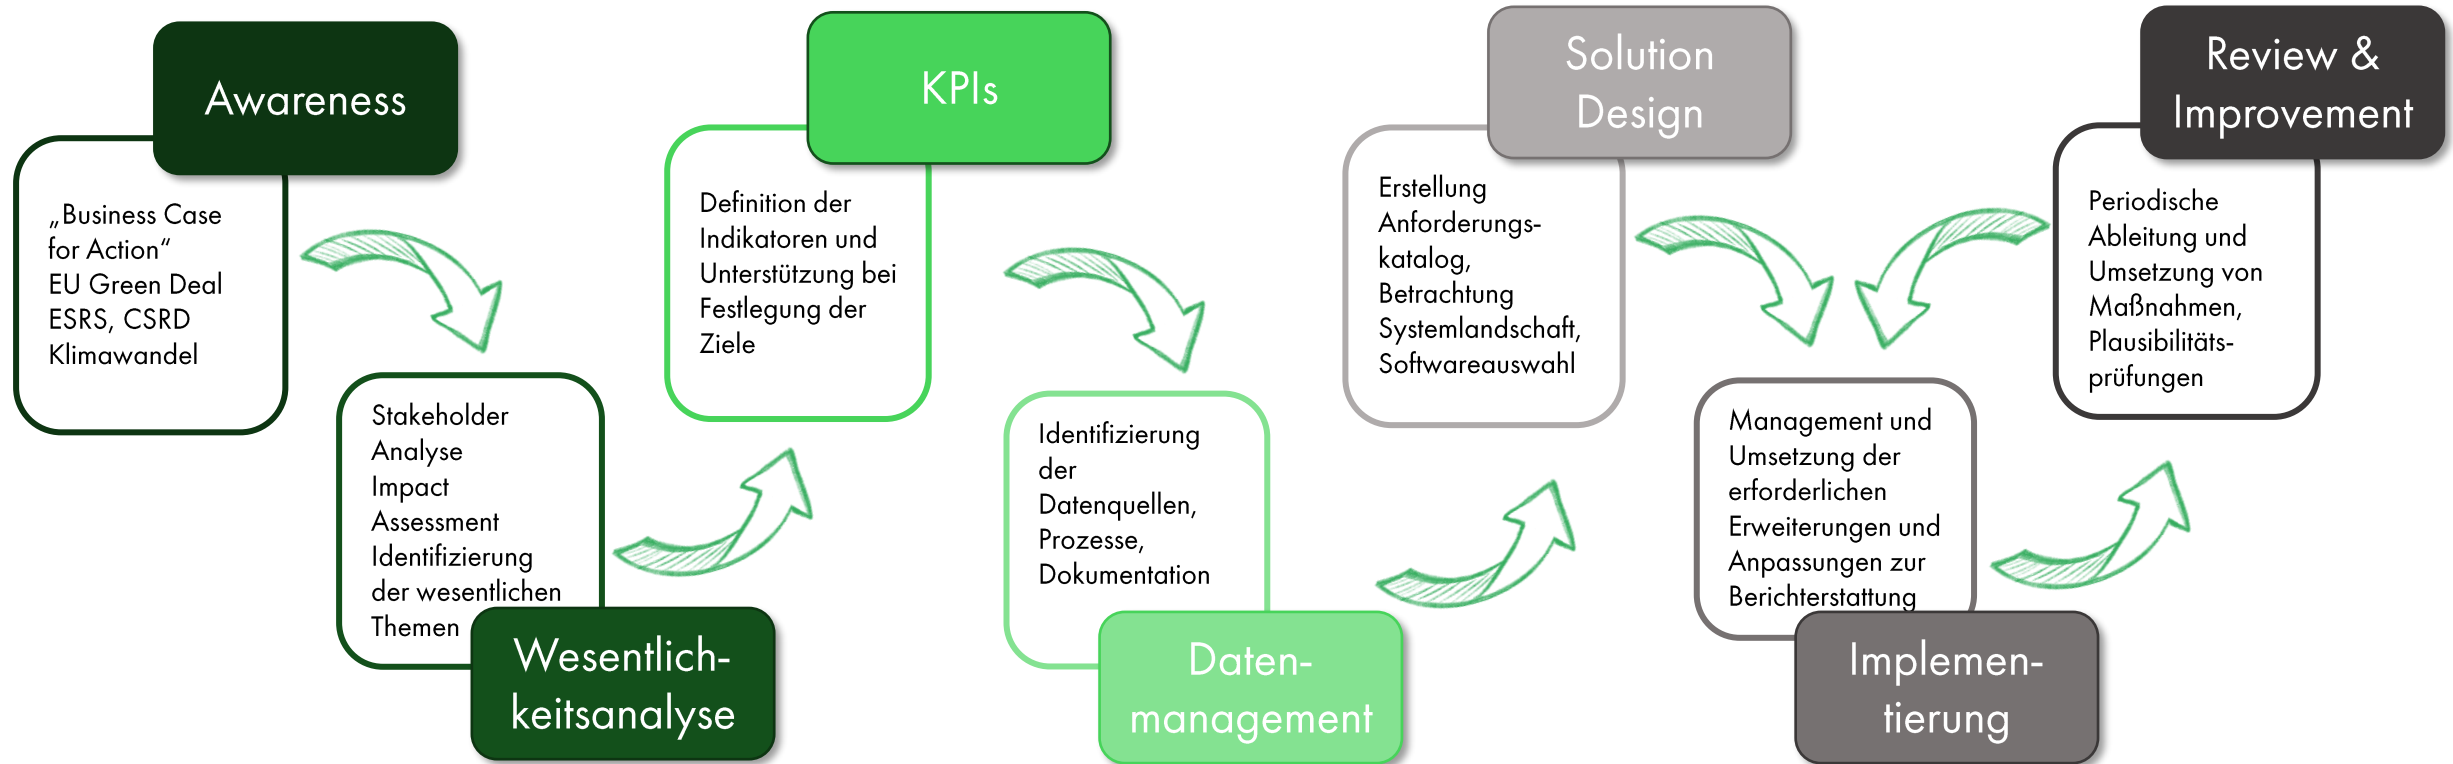 Awareness
„Business Case
for Action“
EU Green Deal
ESRS, CSRD
Klimawandel
Stakeholder
Analyse
Impact
Assessment
Identifizierung
der wesentlichen
Themen
Wesentlich-
keitsanalyse
KPIs
Definition der
Indikatoren und
Unterstützung bei
Festlegung der
Ziele
Identifizierung
der
Datenquellen,
Prozesse,
Dokumentation
Daten-
management
Solution
Design
Erstellung
Anforderungs-
katalog,
Betrachtung
Systemlandschaft,
Softwareauswahl
Management und
Umsetzung der
erforderlichen
Erweiterungen und
Anpassungen zur
Berichterstattung
Implemen-
tierung
Review &
Improvement
Periodische
Ableitung und
Umsetzung von
Maßnahmen,
Plausibilitäts-
prüfungen